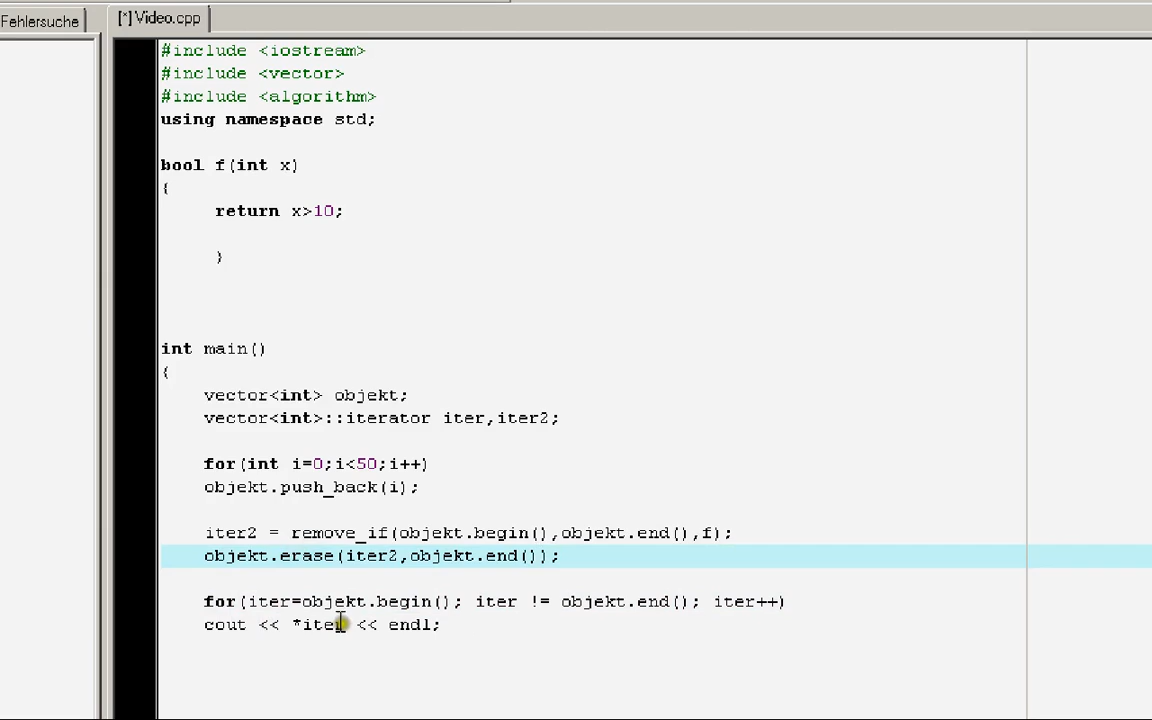 Fehlersuche
[*] Video.cpp
#include <iostream>
#include <vector>
#include <algorithm>
using namespace std;
bool f(int x)
{
return x>10;
}
int main()
{
vector<int> objekt;
vector<int>::iterator iter,iter2;
for(int i=0;i<50;i++)
objekt.push_back(i);
iter2 = remove_if(objekt.begin(),objekt.end(),f);
objekt.erase(iter2,objekt.end());
for(iter=objekt.begin(); iter != objekt.end(); iter++)
cout << *iter << endl;